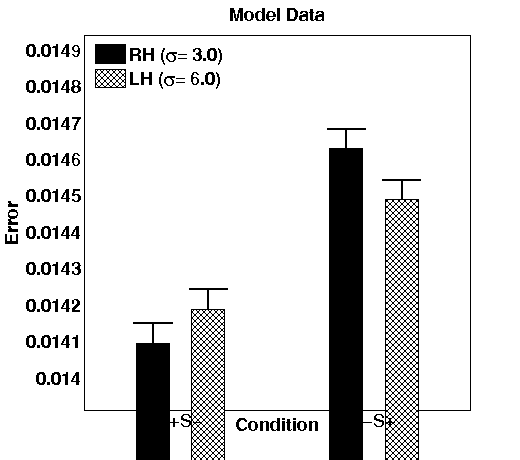 Model Data
0.0149
0.0148
0.0147
0.0146
0.0145
0.0144
0.0143
0.0142
0.0141
0.014
Error
RH (σ= 3.0)
LH (σ= 6.0)
+S−
−S+
Condition